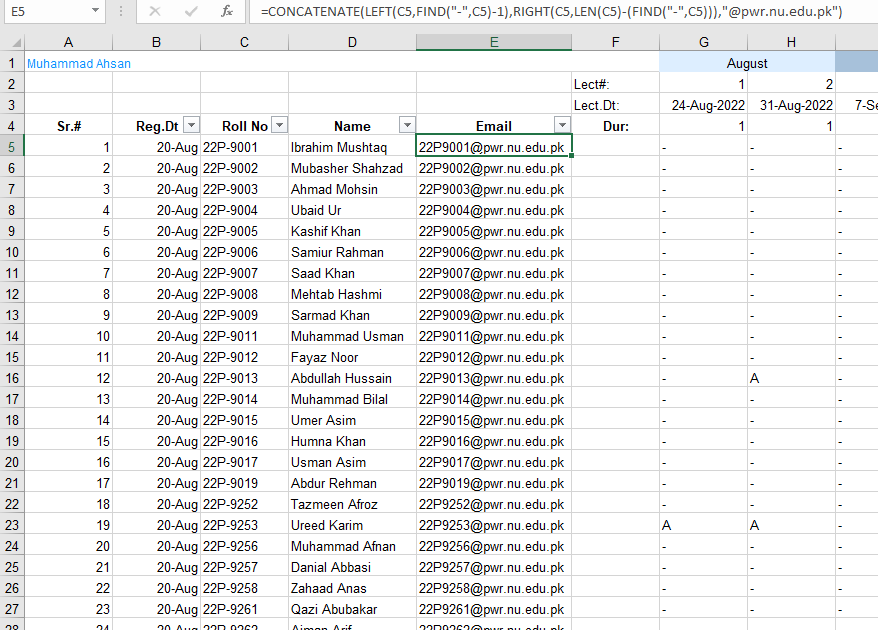 E5 fx =CONCATENATE(LEFT(C5,FIND("-",C5)-1),RIGHT(C5,LEN(C5)-(FIND("-",C5))),"@pwr.nu.edu.pk")
A B C D E F G H
1 Muhammad Ahsan August
2 Lect#: 1 2
3 Lect.Dt: 24-Aug-2022 31-Aug-2022 7-Se
4 Sr.# Reg.Dt Roll No Name Email Dur: 1 1
5 1 20-Aug 22P-9001 Ibrahim Mushtaq 22P9001@pwr.nu.edu.pk - - -
6 2 20-Aug 22P-9002 Mubasher Shahzad 22P9002@pwr.nu.edu.pk - - -
7 3 20-Aug 22P-9003 Ahmad Mohsin 22P9003@pwr.nu.edu.pk - - -
8 4 20-Aug 22P-9004 Ubaid Ur 22P9004@pwr.nu.edu.pk - - -
9 5 20-Aug 22P-9005 Kashif Khan 22P9005@pwr.nu.edu.pk - - -
10 6 20-Aug 22P-9006 Samiur Rahman 22P9006@pwr.nu.edu.pk - - -
11 7 20-Aug 22P-9007 Saad Khan 22P9007@pwr.nu.edu.pk - - -
12 8 20-Aug 22P-9008 Mehtab Hashmi 22P9008@pwr.nu.edu.pk - - -
13 9 20-Aug 22P-9009 Sarmad Khan 22P9009@pwr.nu.edu.pk - - -
14 10 20-Aug 22P-9011 Muhammad Usman 22P9011@pwr.nu.edu.pk - - -
15 11 20-Aug 22P-9012 Fayaz Noor 22P9012@pwr.nu.edu.pk - - -
16 12 20-Aug 22P-9013 Abdullah Hussain 22P9013@pwr.nu.edu.pk - A -
17 13 20-Aug 22P-9014 Muhammad Bilal 22P9014@pwr.nu.edu.pk - - -
18 14 20-Aug 22P-9015 Umer Asim 22P9015@pwr.nu.edu.pk - - -
19 15 20-Aug 22P-9016 Humna Khan 22P9016@pwr.nu.edu.pk - - -
20 16 20-Aug 22P-9017 Usman Asim 22P9017@pwr.nu.edu.pk - - -
21 17 20-Aug 22P-9019 Abdur Rehman 22P9019@pwr.nu.edu.pk - - -
22 18 20-Aug 22P-9252 Tazmeen Afroz 22P9252@pwr.nu.edu.pk - - -
23 19 20-Aug 22P-9253 Ureed Karim 22P9253@pwr.nu.edu.pk A A -
24 20 20-Aug 22P-9256 Muhammad Afnan 22P9256@pwr.nu.edu.pk - - -
25 21 20-Aug 22P-9257 Danial Abbasi 22P9257@pwr.nu.edu.pk - - -
26 22 20-Aug 22P-9258 Zahaad Anas 22P9258@pwr.nu.edu.pk - - -
27 23 20-Aug 22P-9261 Qazi Abubakar 22P9261@pwr.nu.edu.pk - - -
28 24 20-Aug 22P-9262 Aiman Arif 22P9262@pwr.nu.edu.pk